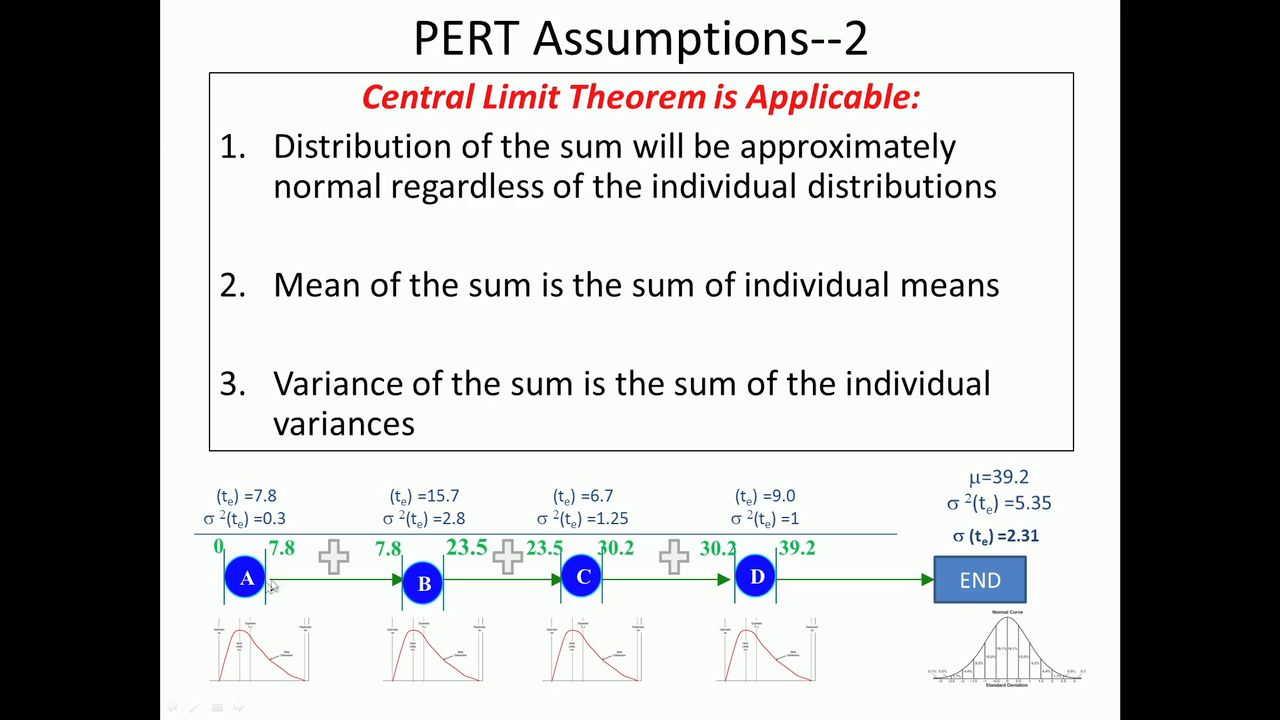 PERT Assumptions--2
Central Limit Theorem is Applicable:
1. Distribution of the sum will be approximately
normal regardless of the individual distributions
2. Mean of the sum is the sum of individual means
3. Variance of the sum is the sum of the individual
variances
(te) =7.8
σ 2(te) =0.3
(te) =15.7
σ 2(te) =2.8
(te) =6.7
σ 2(te) =1.25
(te) =9.0
σ 2(te) =1
μ=39.2
σ 2(te) =5.35
σ (te) =2.31
0 7.8 7.8 23.5 23.5 30.2 30.2 39.2
A B C D END
Normal Curve
Standard Deviation